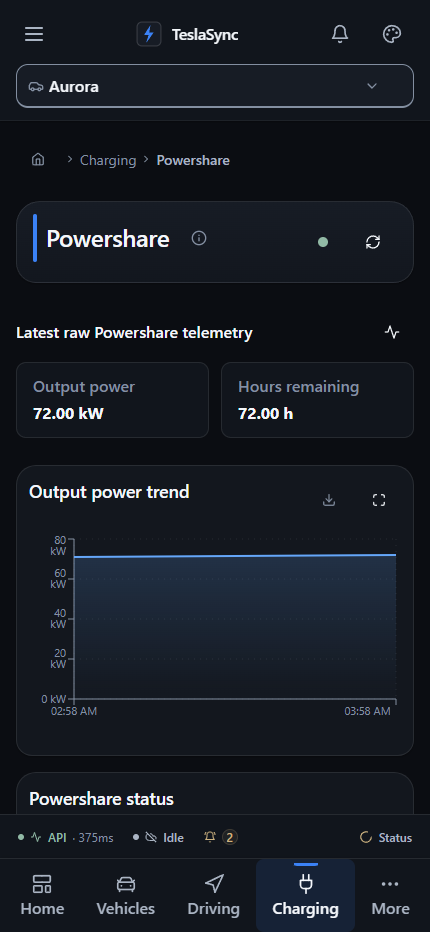 TeslaSync
Aurora
Charging
Powershare
Powershare
Latest raw Powershare telemetry
Output power
72.00 kW
Hours remaining
72.00 h
Output power trend
80 kW
60 kW
40 kW
20 kW
0 kW
02:58 AM
03:58 AM
Powershare status
API · 375ms
Idle
2
Status
Home
Vehicles
Driving
Charging
More